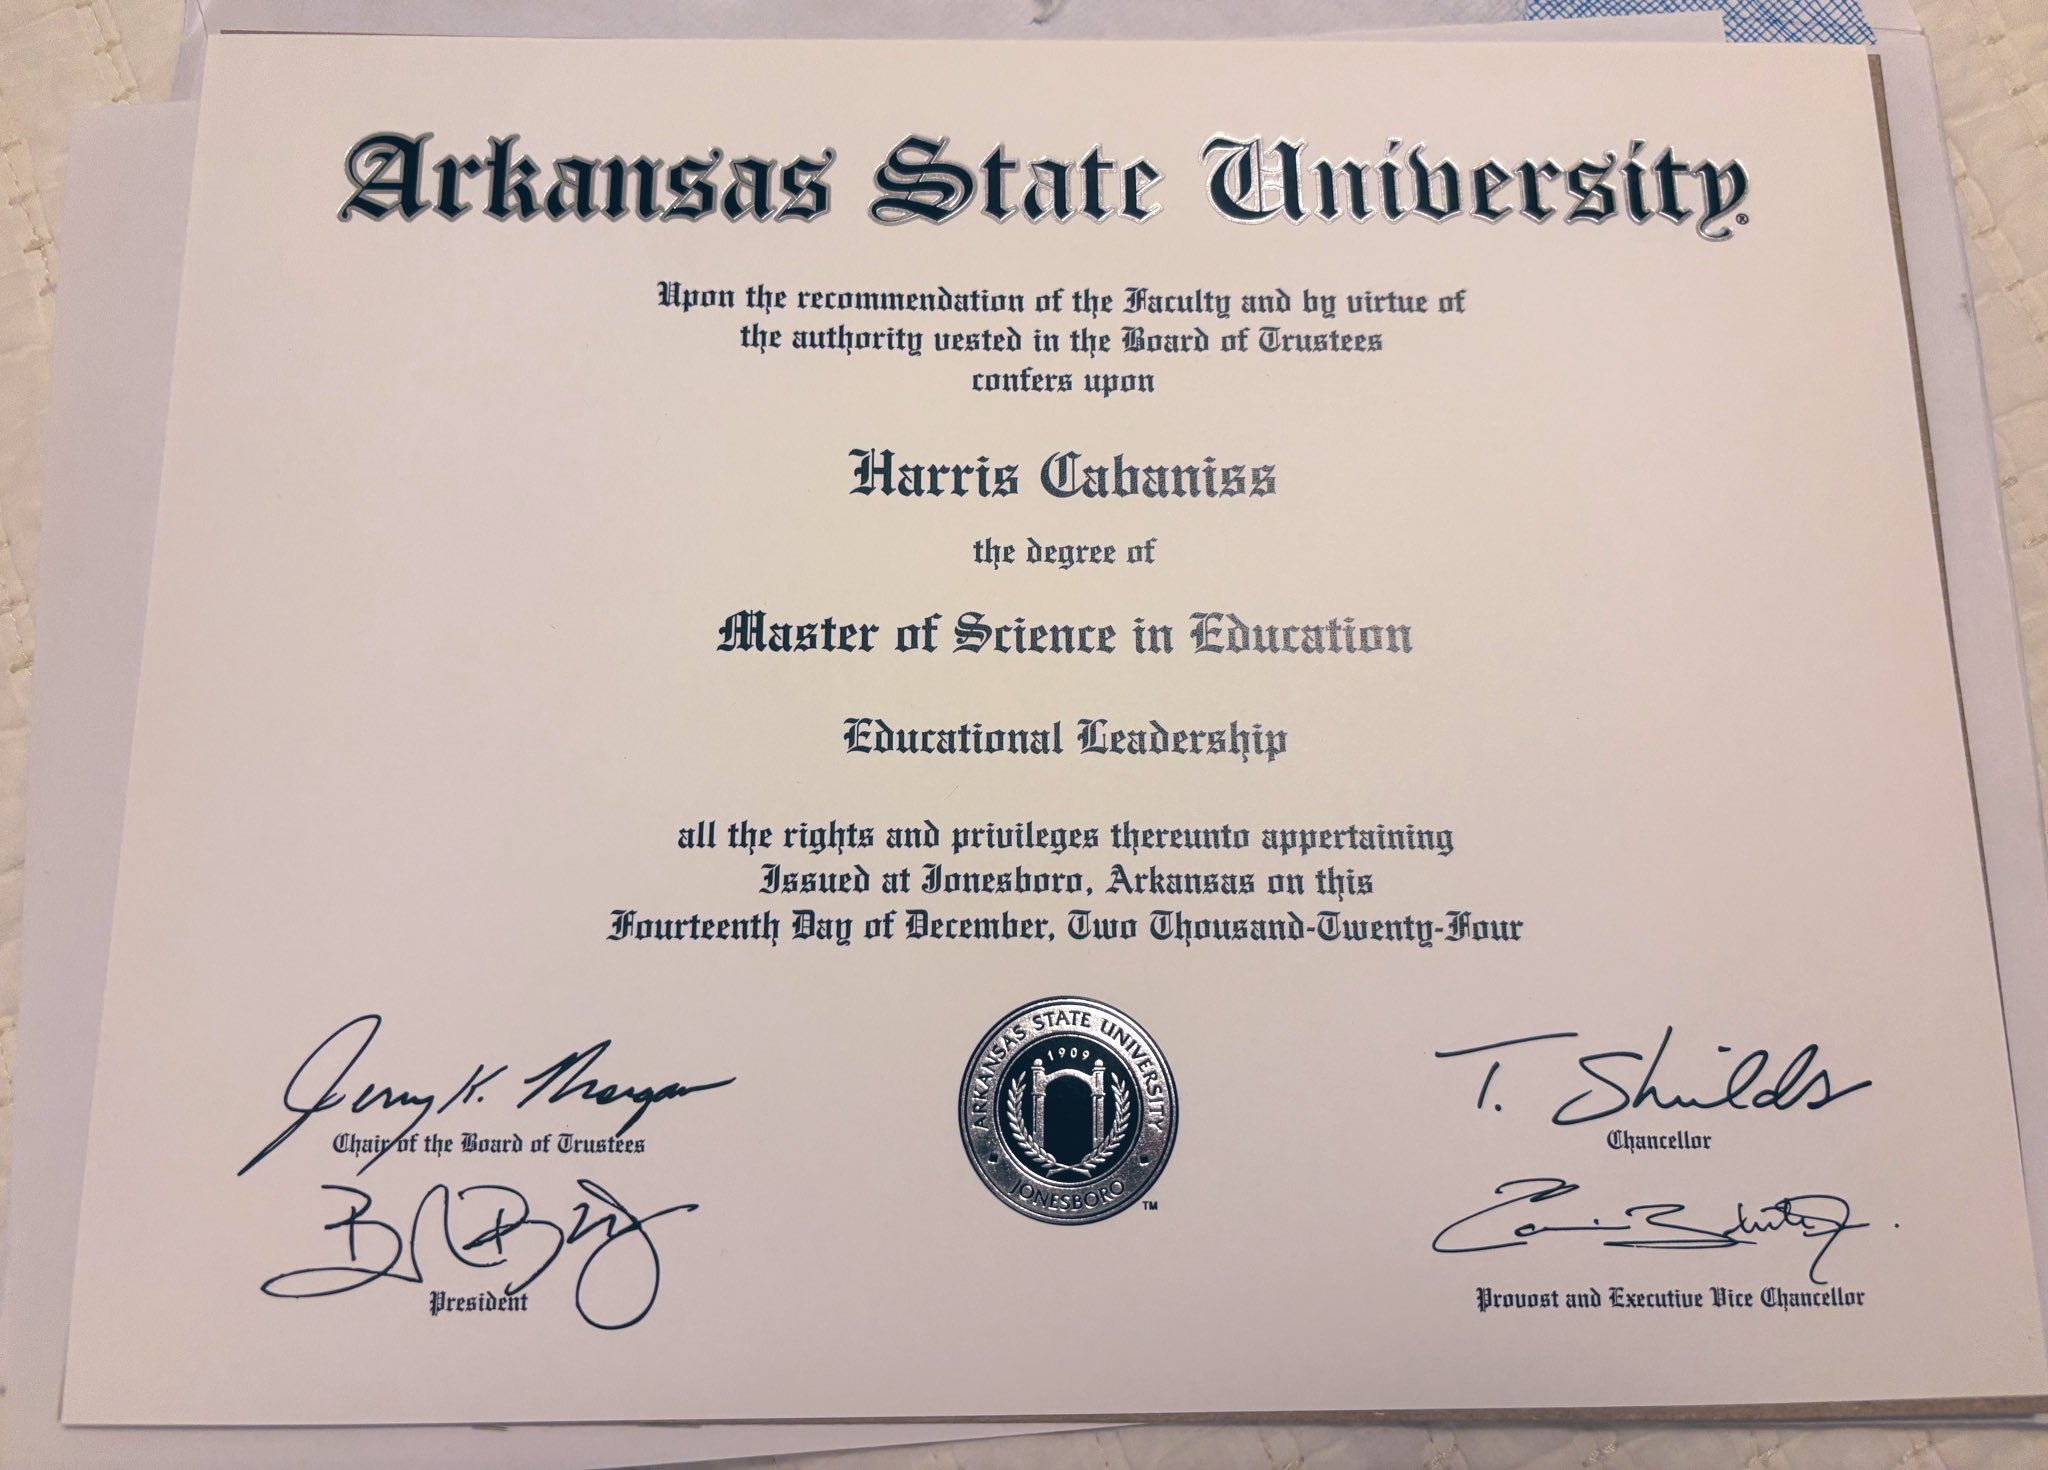 Arkansas State University®
Upon the recommendation of the Faculty and by virtue of
the authority vested in the Board of Trustees
confers upon
Harris Cabaniss
the degree of
Master of Science in Education
Educational Leadership
all the rights and privileges thereunto appertaining
Issued at Jonesboro, Arkansas on this
Fourteenth Day of December, Two Thousand-Twenty-Four
Jerry K. Morgan
Chair of the Board of Trustees
T. Shields
Chancellor
ARKANSAS STATE UNIVERSITY
1909
JONESBORO
TM
President
Provost and Executive Vice Chancellor